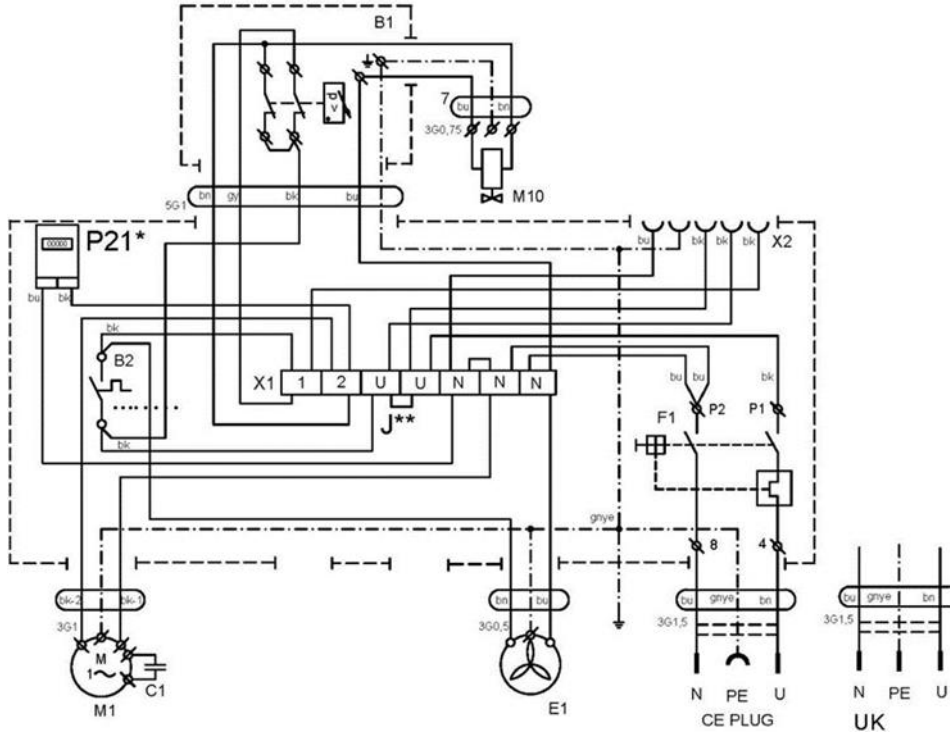 B1
7
bu bn
3G0,75
d
v
M10
bn gy bk bu
5G1
P21*
00000
bu bk bk bk
X2
bu bk
bk
B2
X1 1 2 U U N N N
bu bu bk
J**
F1 P2 P1
bk
gnye
8 4
bk-2 bk-1
bn bu
bu gnye bn
bu gnye bn
3G1
3G0,5
3G1,5
3G1,5
M
1~
C1
M1
E1
N PE U
N PE U
CE PLUG
UK